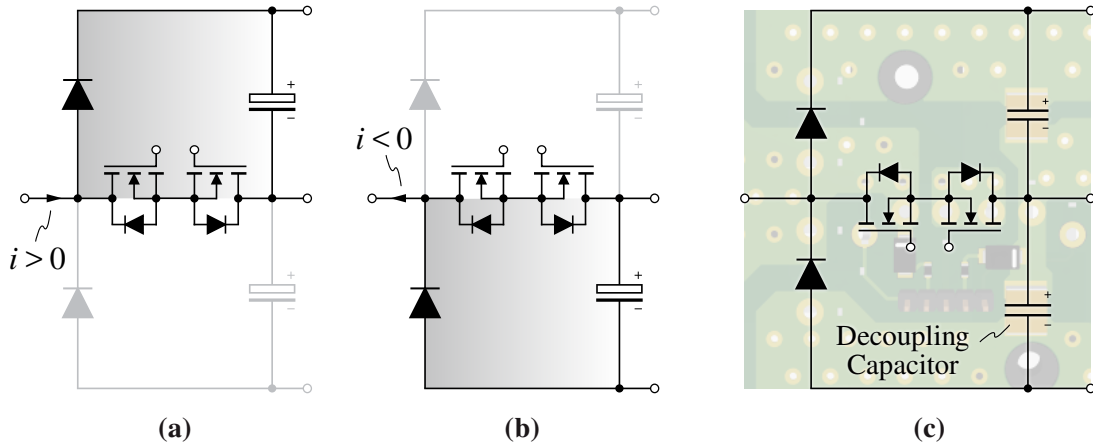 +
−
i > 0
+
−
(a)
+
−
i < 0
+
−
(b)
+
−
+
−
Decoupling
Capacitor
(c)